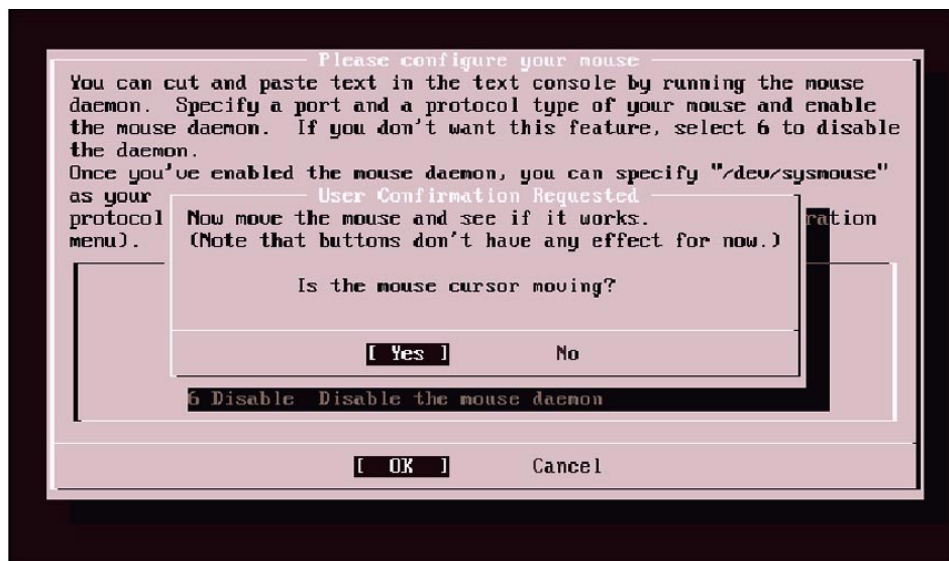 Please configure your mouse
You can cut and paste text in the text console by running the mouse
daemon.  Specify a port and a protocol type of your mouse and enable
the mouse daemon.  If you don't want this feature, select 6 to disable
the daemon.
Once you've enabled the mouse daemon, you can specify "/dev/sysmouse"
as your
User Confirmation Requested
protocol
Now move the mouse and see if it works.
ration
menu).
(Note that buttons don't have any effect for now.)
Is the mouse cursor moving?
[ Yes ]    No
6 Disable  Disable the mouse daemon
[  OK  ]    Cancel